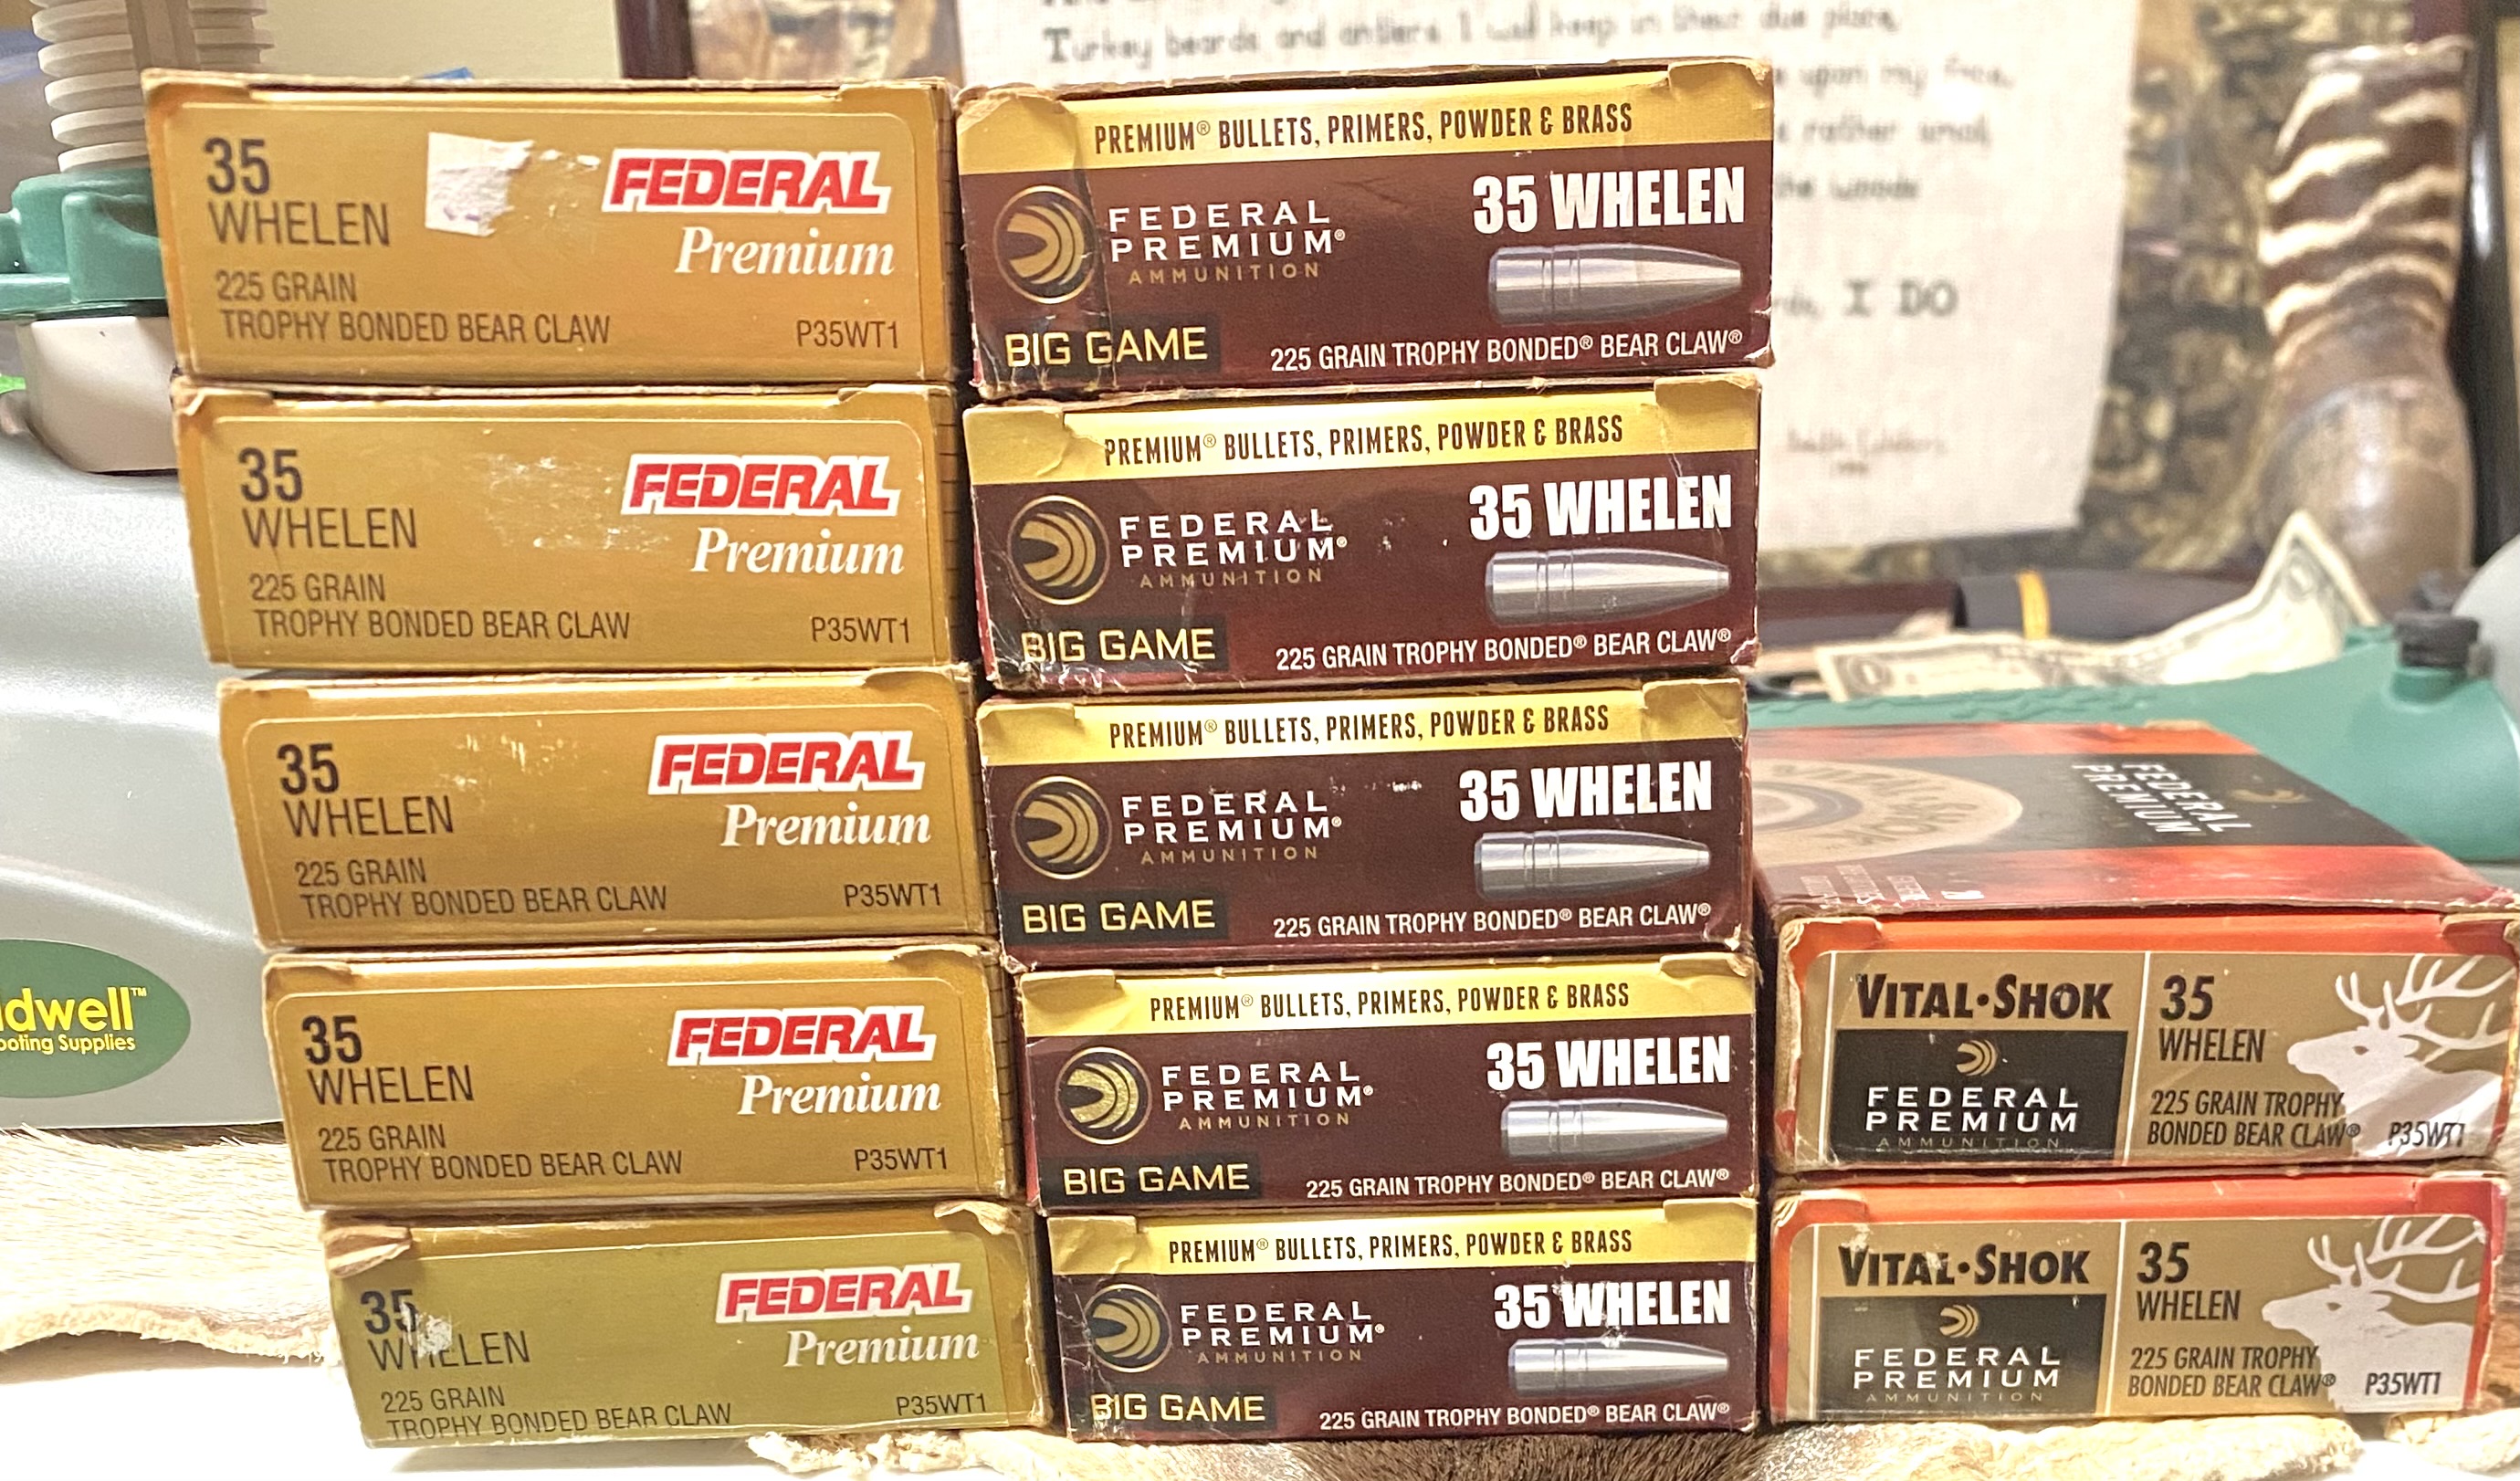 Turkey beards and antlers I will keep in their due place,
upon my face,
rather small
the woods
I DO
35
WHELEN
FEDERAL
Premium
225 GRAIN
TROPHY BONDED BEAR CLAW
P35WT1
35
WHELEN
FEDERAL
Premium
225 GRAIN
TROPHY BONDED BEAR CLAW
P35WT1
35
WHELEN
FEDERAL
Premium
225 GRAIN
TROPHY BONDED BEAR CLAW
P35WT1
35
WHELEN
FEDERAL
Premium
225 GRAIN
TROPHY BONDED BEAR CLAW
P35WT1
35
WHELEN
FEDERAL
Premium
225 GRAIN
TROPHY BONDED BEAR CLAW
P35WT1
PREMIUM® BULLETS, PRIMERS, POWDER & BRASS
FEDERAL
PREMIUM®
AMMUNITION
35 WHELEN
BIG GAME
225 GRAIN TROPHY BONDED® BEAR CLAW®
PREMIUM® BULLETS, PRIMERS, POWDER & BRASS
FEDERAL
PREMIUM®
AMMUNITION
35 WHELEN
BIG GAME
225 GRAIN TROPHY BONDED® BEAR CLAW®
PREMIUM® BULLETS, PRIMERS, POWDER & BRASS
FEDERAL
PREMIUM®
AMMUNITION
35 WHELEN
BIG GAME
225 GRAIN TROPHY BONDED® BEAR CLAW®
PREMIUM® BULLETS, PRIMERS, POWDER & BRASS
FEDERAL
PREMIUM®
AMMUNITION
35 WHELEN
BIG GAME
225 GRAIN TROPHY BONDED® BEAR CLAW®
PREMIUM® BULLETS, PRIMERS, POWDER & BRASS
FEDERAL
PREMIUM®
AMMUNITION
35 WHELEN
BIG GAME
225 GRAIN TROPHY BONDED® BEAR CLAW®
FEDERAL
PREMIUM
VITAL•SHOK
FEDERAL
PREMIUM
AMMUNITION
35
WHELEN
225 GRAIN TROPHY
BONDED BEAR CLAW®
P35WT1
VITAL•SHOK
FEDERAL
PREMIUM
AMMUNITION
35
WHELEN
225 GRAIN TROPHY
BONDED BEAR CLAW®
P35WT1
dwell™
ooting Supplies